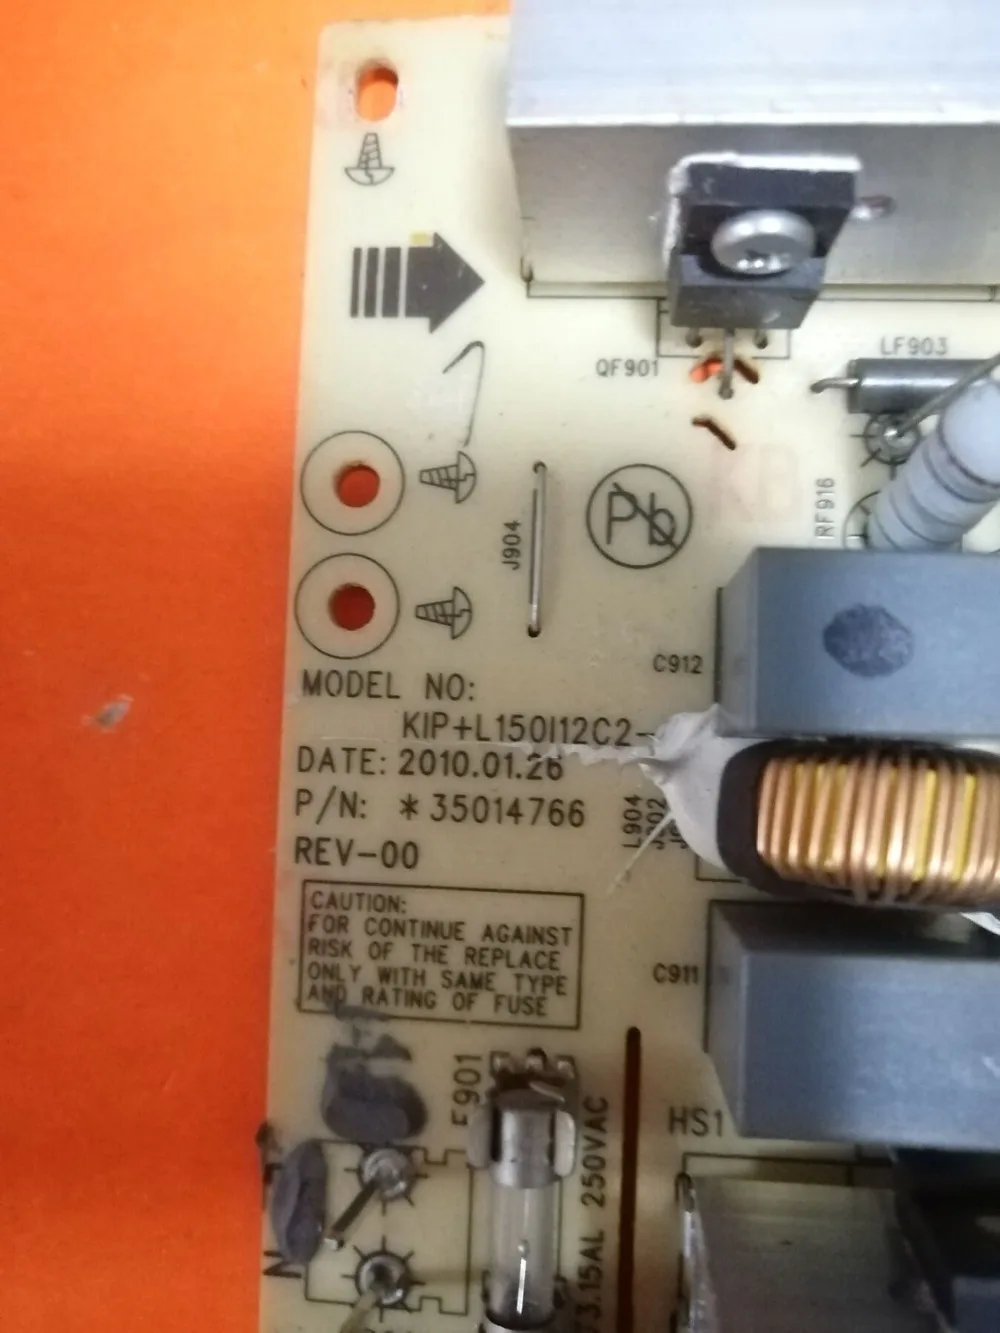 QF901
LF903
Pb
J904
RF916
C912
MODEL NO:
KIP+L150I12C2-
DATE: 2010.01.26
P/N: *35014766
REV-00
L904
CAUTION:
FOR CONTINUE AGAINST
RISK OF THE REPLACE
ONLY WITH SAME TYPE
AND RATING OF FUSE
C911
F901
HS1
F3.15AL 250VAC
N